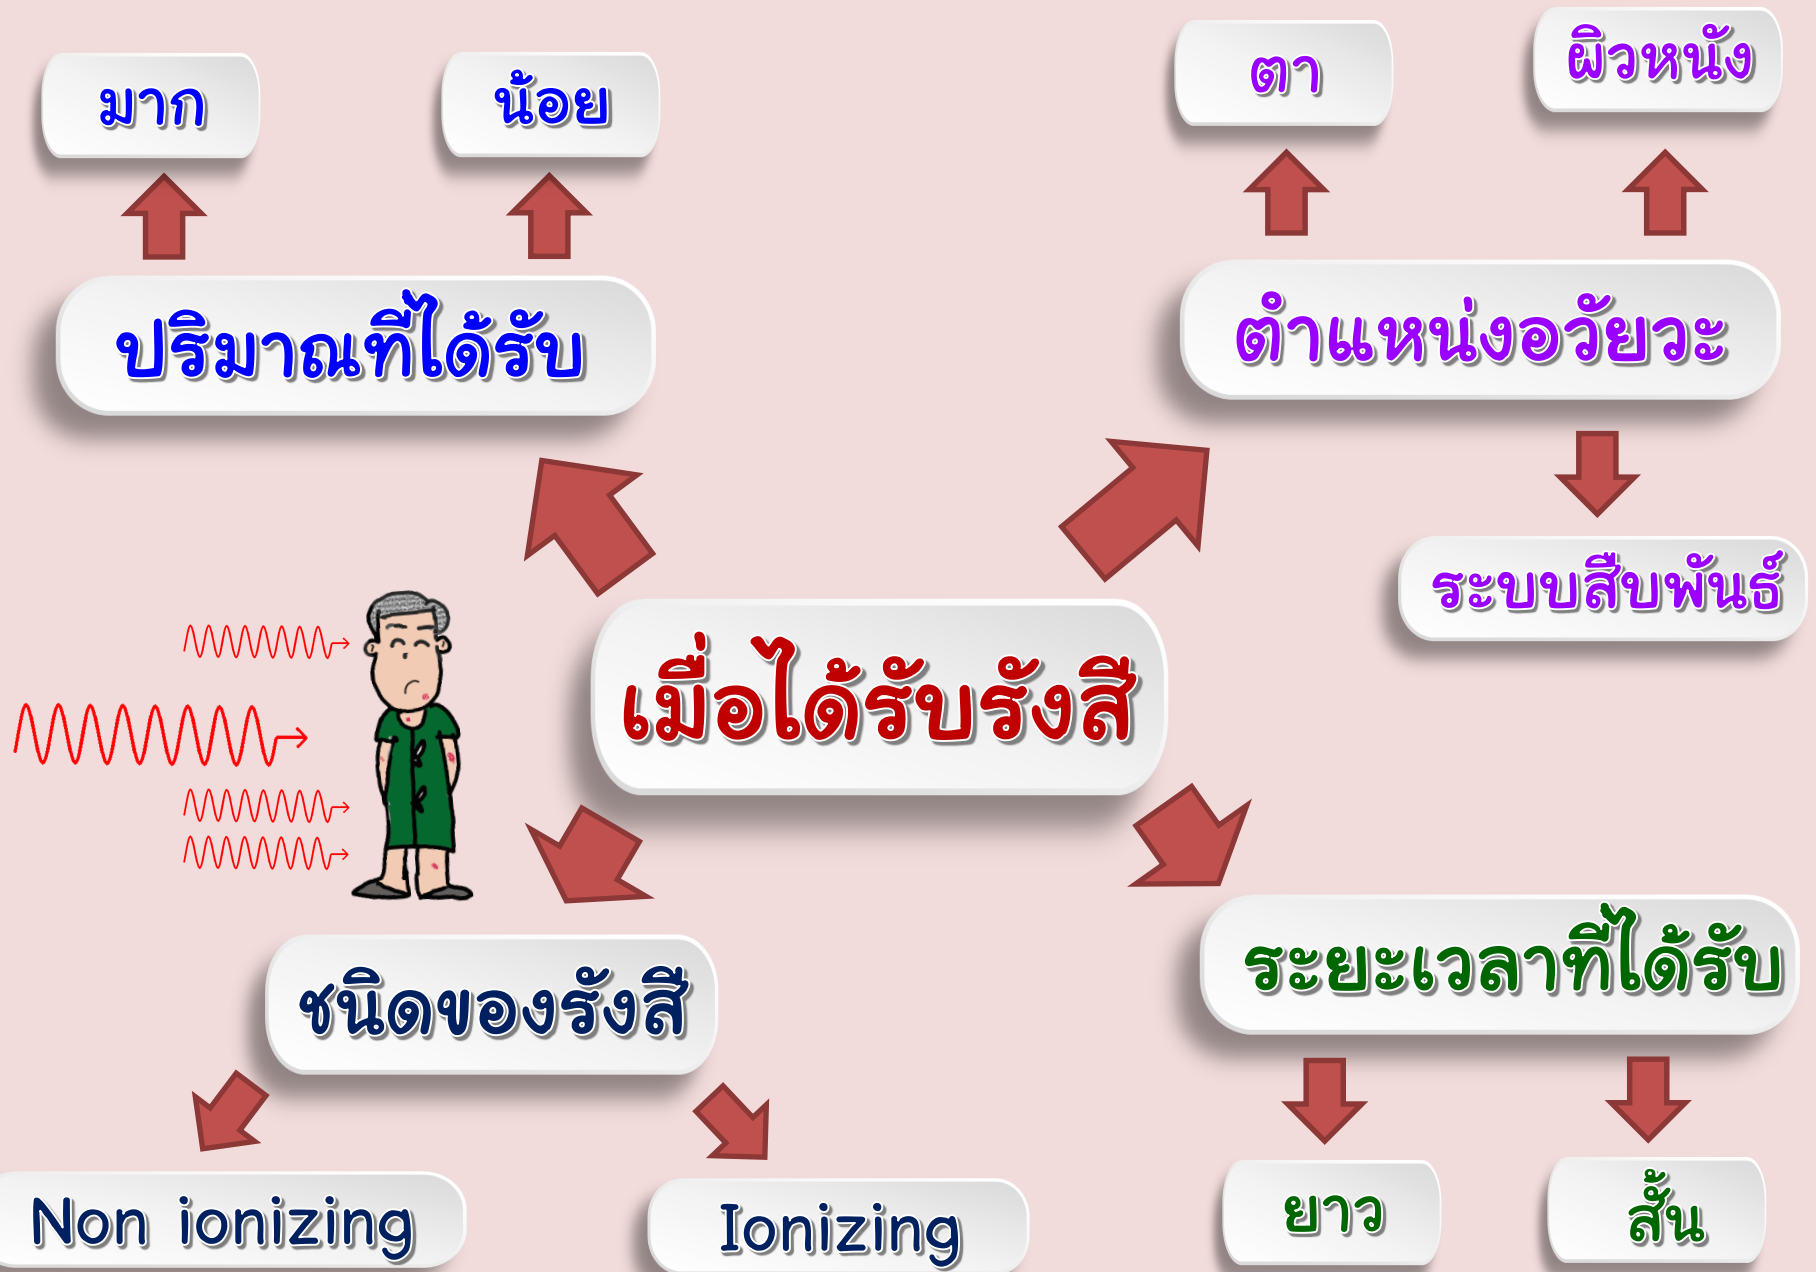 มาก
น้อย
ปริมาณที่ได้รับ
ตา
ผิวหนัง
ตำแหน่งอวัยวะ
ระบบสืบพันธ์
เมื่อได้รับรังสี
ชนิดของรังสี
Non ionizing
Ionizing
ระยะเวลาที่ได้รับ
ยาว
สั้น